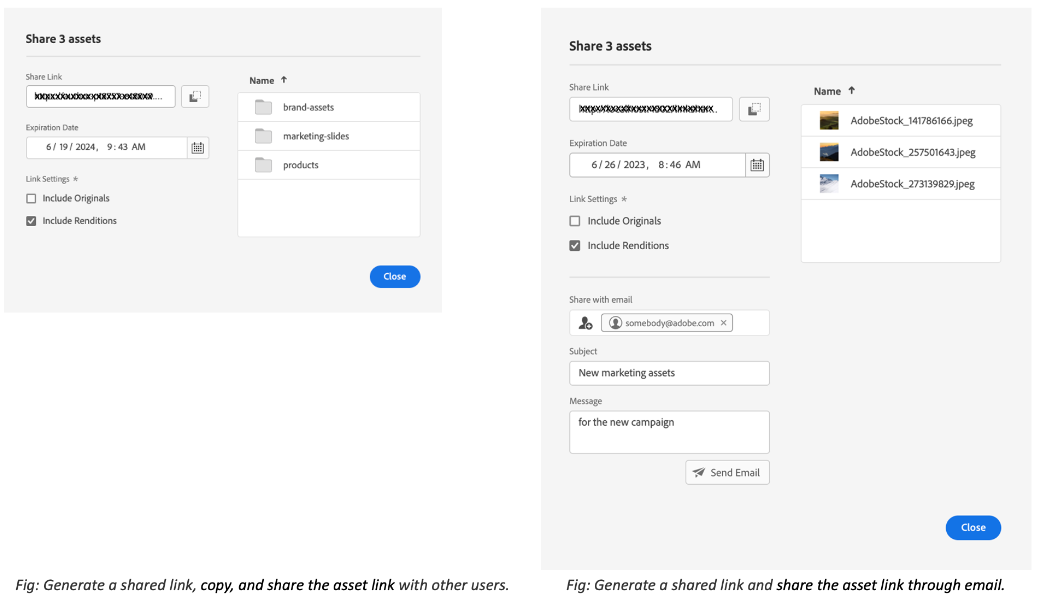 Share 3 assets
Share Link
Name
Expiration Date
6/ 19 / 2024, 9 : 43 AM
Link Settings *
Include Originals
Include Renditions
brand-assets
marketing-slides
products
Close
Fig: Generate a shared link, copy, and share the asset link with other users.
Share 3 assets
Share Link
Name
Expiration Date
6 / 26 / 2023, 8 : 46 AM
Link Settings *
Include Originals
Include Renditions
AdobeStock_141786166.jpeg
AdobeStock_257501643.jpeg
AdobeStock_273139829.jpeg
Share with email
somebody@adobe.com
Subject
New marketing assets
Message
for the new campaign
Send Email
Close
Fig: Generate a shared link and share the asset link through email.